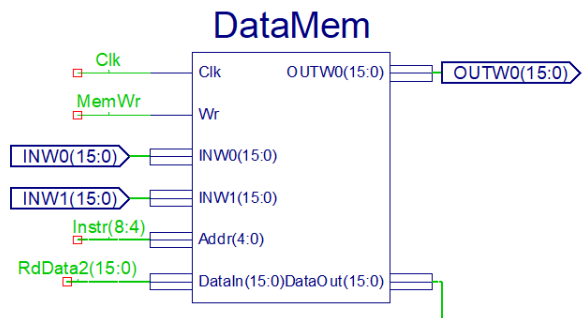 DataMem
Clk
Clk
OUTW0(15:0)
OUTW0(15:0)
MemWr
Wr
INW0(15:0)
INW0(15:0)
INW1(15:0)
INW1(15:0)
Instr(8:4)
Addr(4:0)
RdData2(15:0)
DataIn(15:0)
DataOut(15:0)